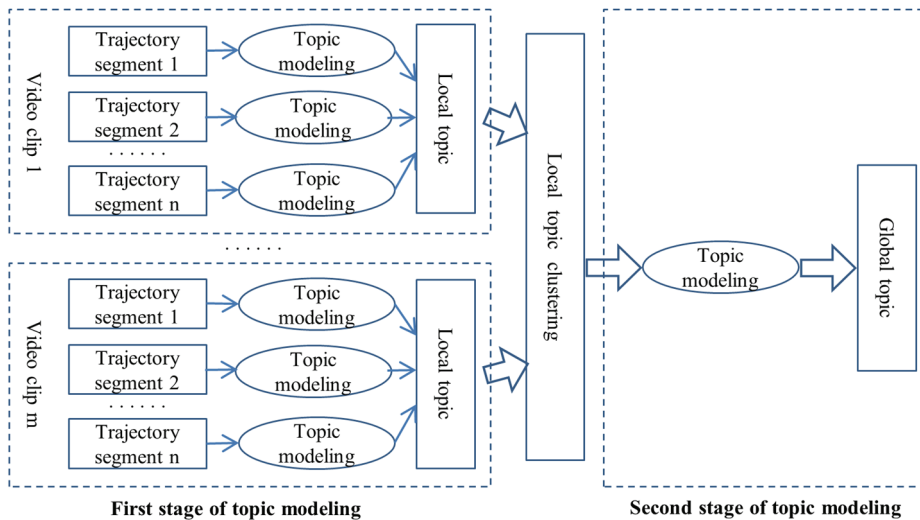 Video clip 1
Trajectory
segment 1
Topic
modeling
Trajectory
segment 2
Topic
modeling
. . . . . .
Trajectory
segment n
Topic
modeling
Local topic
. . . . . .
Video clip m
Trajectory
segment 1
Topic
modeling
Trajectory
segment 2
Topic
modeling
. . . . . .
Trajectory
segment n
Topic
modeling
Local topic
Local topic clustering
Topic
modeling
Global topic
First stage of topic modeling
Second stage of topic modeling